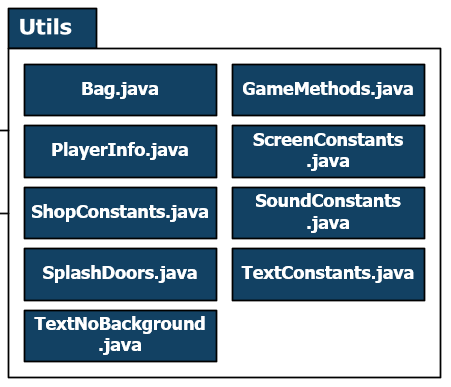 Utils
Bag.java
GameMethods.java
PlayerInfo.java
ScreenConstants
.java
ShopConstants.java
SoundConstants
.java
SplashDoors.java
TextConstants.java
TextNoBackground
.java